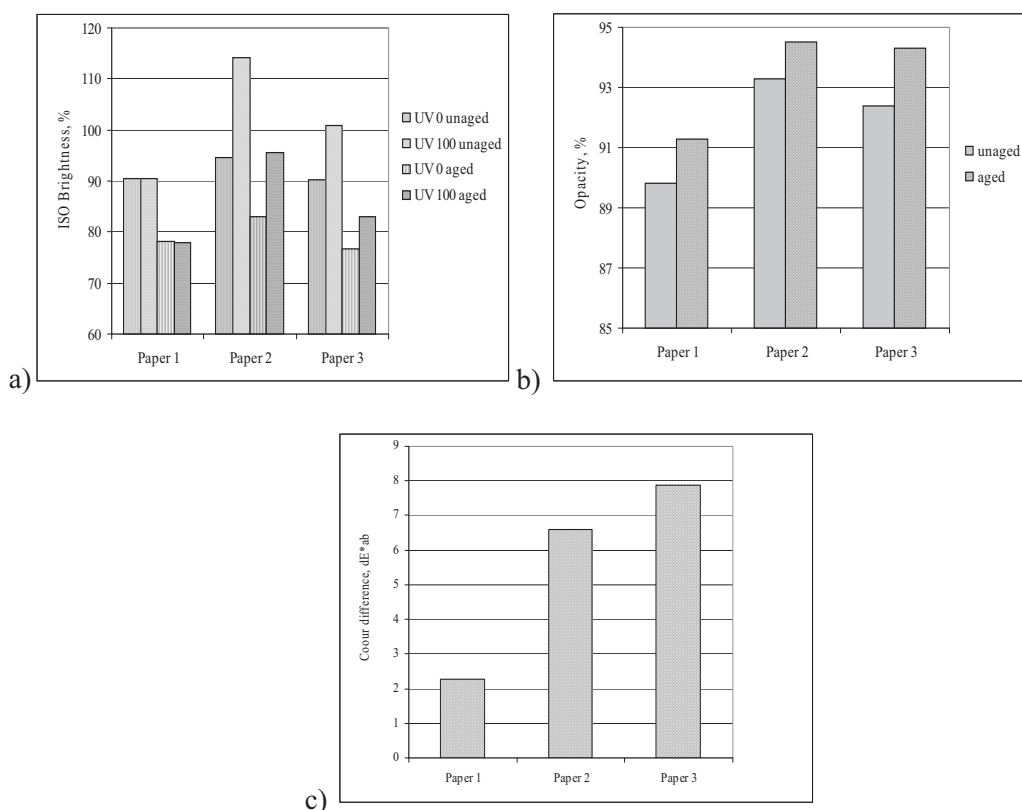 120
110
100
90
80
70
60
ISO Brightness, %
Paper 1 Paper 2 Paper 3
UV 0 unaged
UV 100 unaged
UV 0 aged
UV 100 aged
a)
95
93
91
89
87
85
Opacity, %
Paper 1 Paper 2 Paper 3
unaged
aged
b)
9
8
7
6
5
4
3
2
1
0
Coour difference, dE*ab
Paper 1 Paper 2 Paper 3
c)